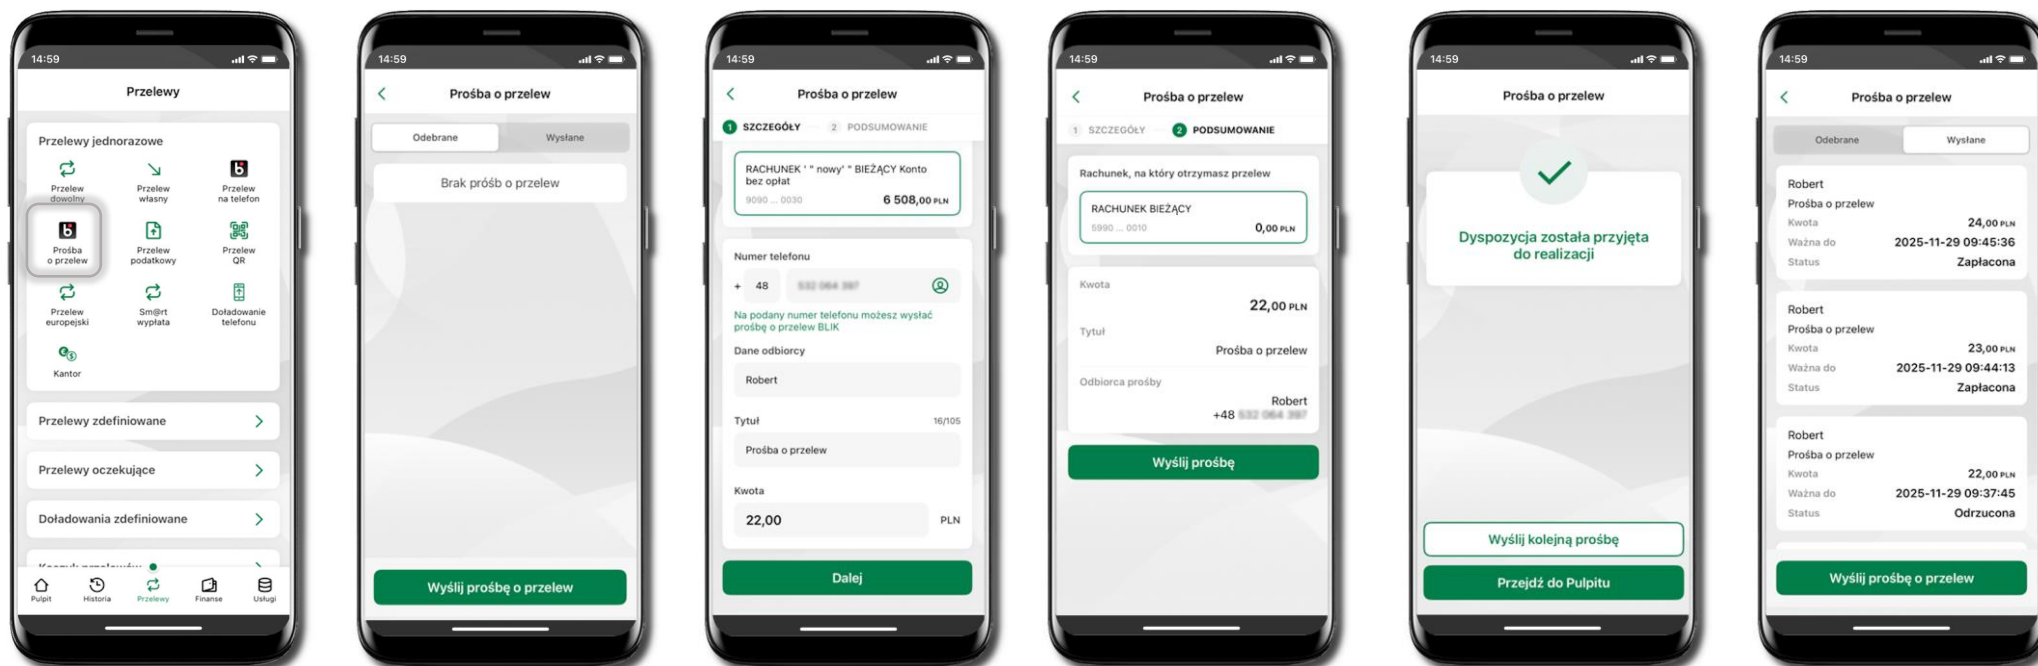 14:59
Przelewy
Przelewy jednorazowe
Przelew
dowolny
Przelew
własny
Przelew
na telefon
Prośba
o przelew
Przelew
podatkowy
Przelew
QR
Przelew
europejski
Sm@rt
wypłata
Doładowanie
telefonu
Kantor
Przelewy zdefiniowane
Przelewy oczekujące
Doładowania zdefiniowane
Pulpit
Historia
Przelewy
Finanse
Usługi
14:59
Prośba o przelew
Odebrane Wysłane
Brak próśb o przelew
Wyślij prośbę o przelew
14:59
Prośba o przelew
1 SZCZEGÓŁY 2 PODSUMOWANIE
RACHUNEK ' " nowy' " BIEŻĄCY Konto
bez opłat
9090 ... 0030 6 508,00 PLN
Numer telefonu
+ 48
Na podany numer telefonu możesz wysłać
prośbę o przelew BLIK
Dane odbiorcy
Robert
Tytuł 16/105
Prośba o przelew
Kwota
22,00 PLN
Dalej
14:59
Prośba o przelew
1 SZCZEGÓŁY 2 PODSUMOWANIE
Rachunek, na który otrzymasz przelew
RACHUNEK BIEŻĄCY
5990 ... 0010 0,00 PLN
Kwota
22,00 PLN
Tytuł
Prośba o przelew
Odbiorca prośby
Robert
+48
Wyślij prośbę
14:59
Prośba o przelew
Dyspozycja została przyjęta
do realizacji
Wyślij kolejną prośbę
Przejdź do Pulpitu
14:59
Prośba o przelew
Odebrane Wysłane
Robert
Prośba o przelew
Kwota 24,00 PLN
Ważna do 2025-11-29 09:45:36
Status Zapłacona
Robert
Prośba o przelew
Kwota 23,00 PLN
Ważna do 2025-11-29 09:44:13
Status Zapłacona
Robert
Prośba o przelew
Kwota 22,00 PLN
Ważna do 2025-11-29 09:37:45
Status Odrzucona
Wyślij prośbę o przelew